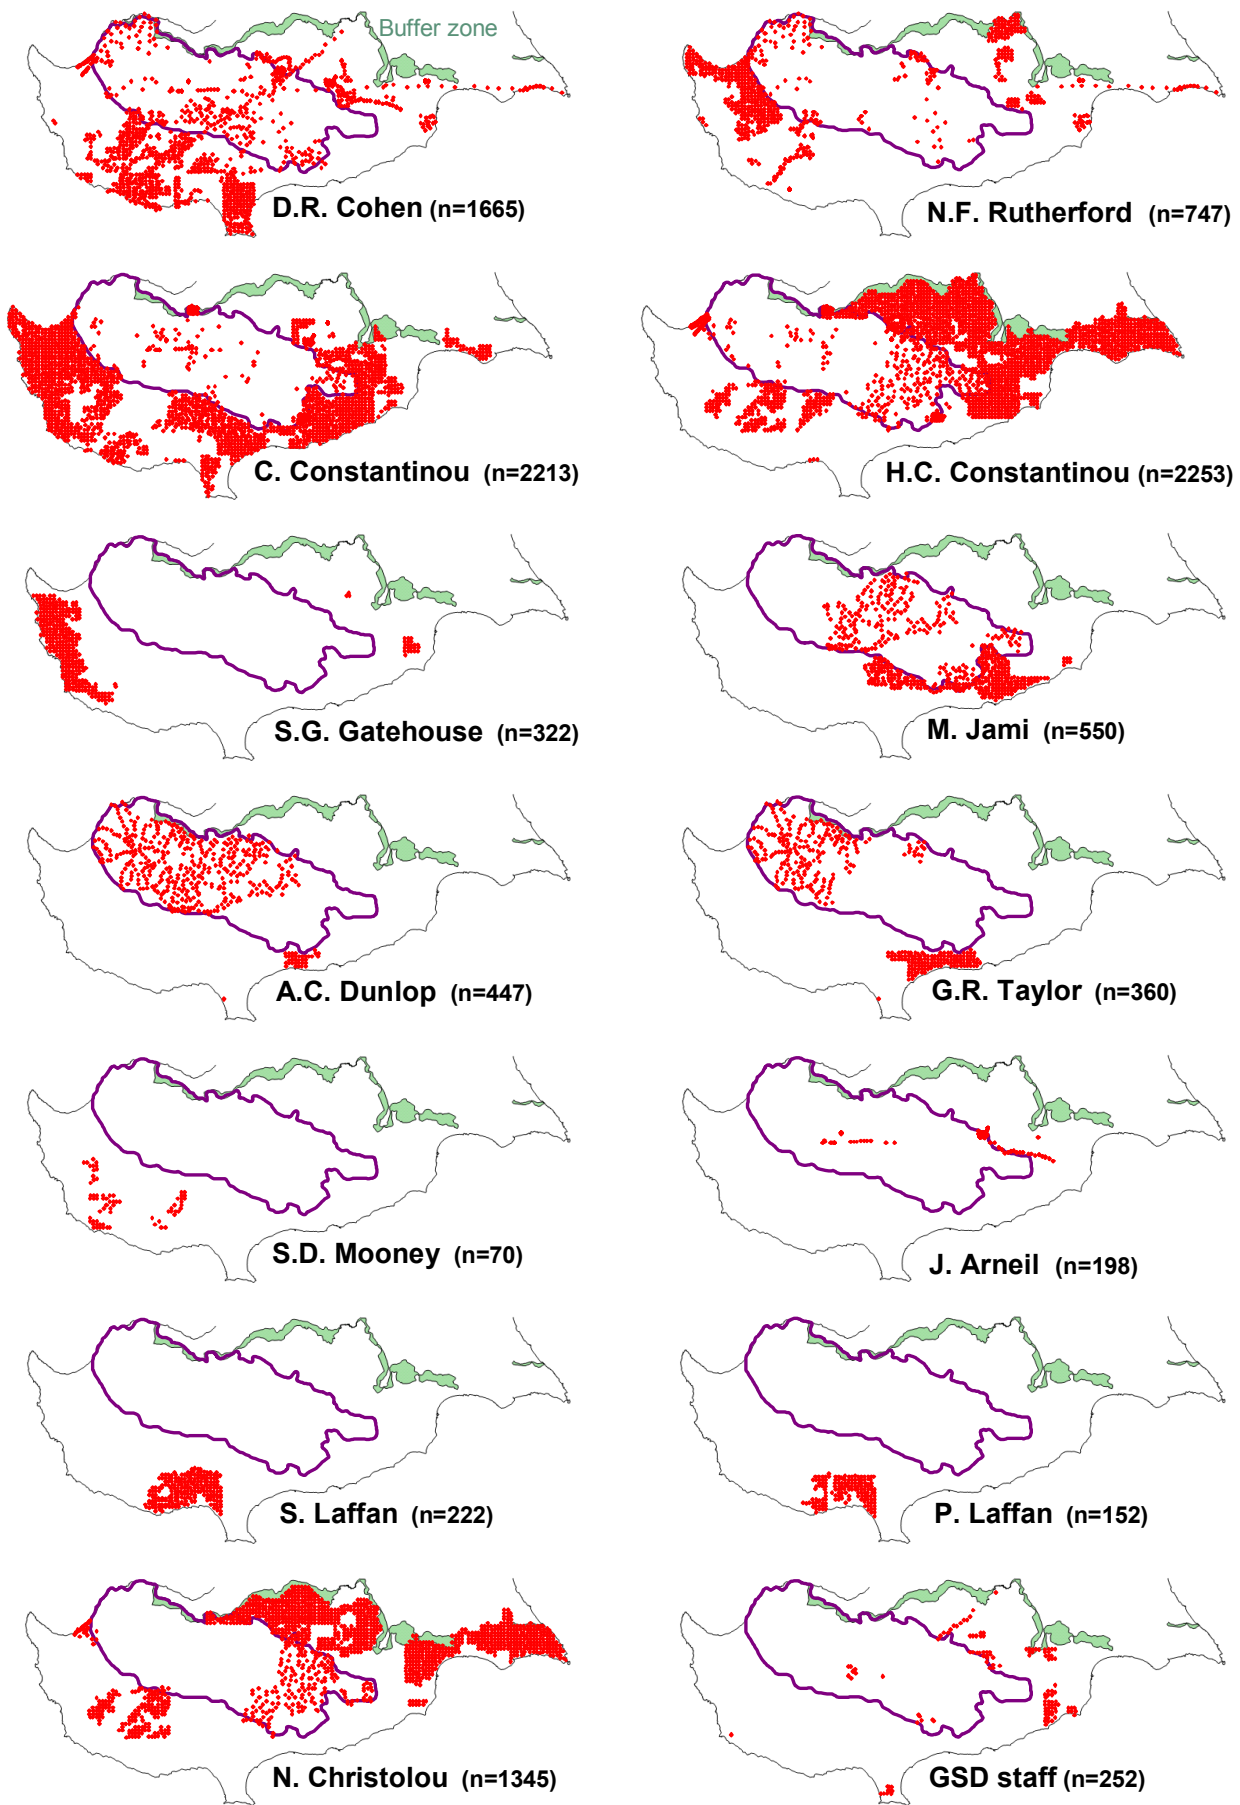 Buffer zone
D.R. Cohen (n=1665)
N.F. Rutherford (n=747)
C. Constantinou (n=2213)
H.C. Constantinou (n=2253)
S.G. Gatehouse (n=322)
M. Jami (n=550)
A.C. Dunlop (n=447)
G.R. Taylor (n=360)
S.D. Mooney (n=70)
J. Arneil (n=198)
S. Laffan (n=222)
P. Laffan (n=152)
N. Christolou (n=1345)
GSD staff (n=252)